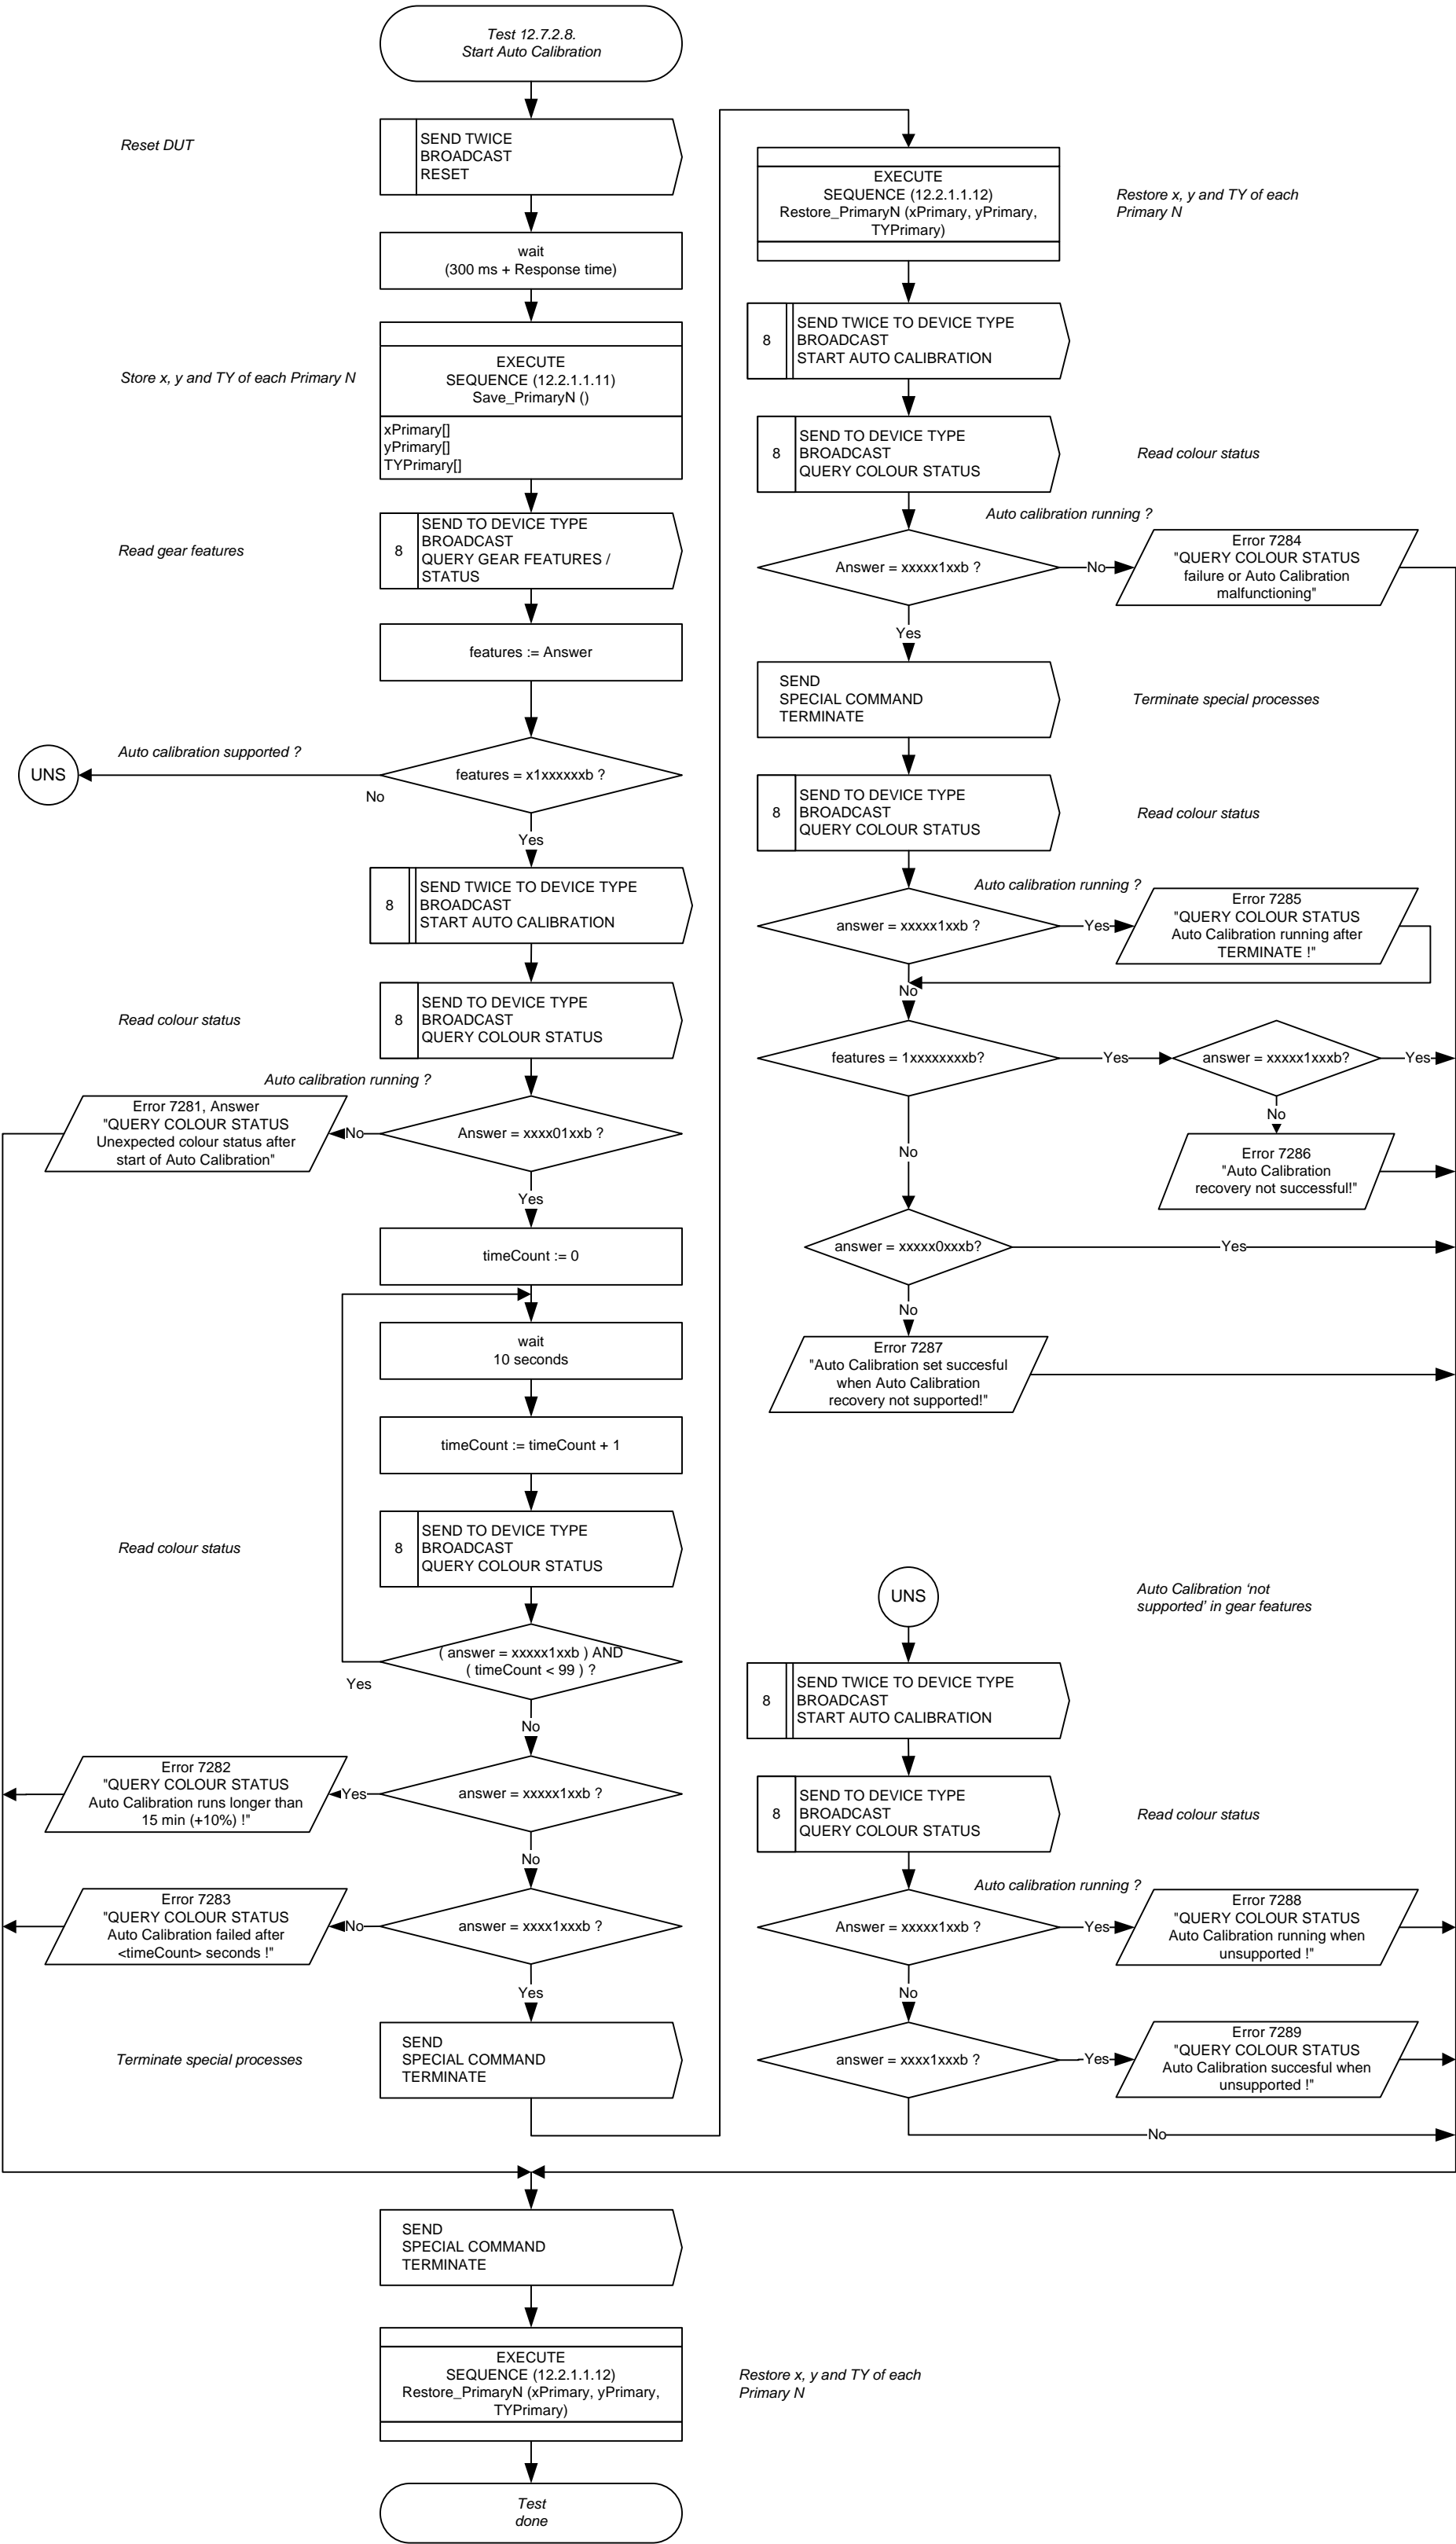 Test 12.7.2.8.
Start Auto Calibration
Reset DUT
SEND TWICE
BROADCAST
RESET
wait
(300 ms + Response time)
Store x, y and TY of each Primary N
EXECUTE
SEQUENCE (12.2.1.1.11)
Save_PrimaryN ()
xPrimary[]
yPrimary[]
TYPrimary[]
Read gear features
8
SEND TO DEVICE TYPE
BROADCAST
QUERY GEAR FEATURES /
STATUS
features := Answer
Auto calibration supported ?
UNS
features = x1xxxxxxb ?
No
Yes
8
SEND TWICE TO DEVICE TYPE
BROADCAST
START AUTO CALIBRATION
Read colour status
8
SEND TO DEVICE TYPE
BROADCAST
QUERY COLOUR STATUS
Auto calibration running ?
Error 7281, Answer
"QUERY COLOUR STATUS
Unexpected colour status after
start of Auto Calibration"
No
Answer = xxxx01xxb ?
Yes
timeCount := 0
wait
10 seconds
timeCount := timeCount + 1
Read colour status
8
SEND TO DEVICE TYPE
BROADCAST
QUERY COLOUR STATUS
( answer = xxxxx1xxb ) AND
( timeCount < 99 ) ?
Yes
No
Error 7282
"QUERY COLOUR STATUS
Auto Calibration runs longer than
15 min (+10%) !"
Yes
answer = xxxxx1xxb ?
No
Error 7283
"QUERY COLOUR STATUS
Auto Calibration failed after
<timeCount> seconds !"
No
answer = xxxx1xxxb ?
Yes
Terminate special processes
SEND
SPECIAL COMMAND
TERMINATE
EXECUTE
SEQUENCE (12.2.1.1.12)
Restore_PrimaryN (xPrimary, yPrimary,
TYPrimary)
Restore x, y and TY of each
Primary N
8
SEND TWICE TO DEVICE TYPE
BROADCAST
START AUTO CALIBRATION
8
SEND TO DEVICE TYPE
BROADCAST
QUERY COLOUR STATUS
Read colour status
Auto calibration running ?
Answer = xxxxx1xxb ?
No
Error 7284
"QUERY COLOUR STATUS
failure or Auto Calibration
malfunctioning"
Yes
SEND
SPECIAL COMMAND
TERMINATE
Terminate special processes
8
SEND TO DEVICE TYPE
BROADCAST
QUERY COLOUR STATUS
Read colour status
Auto calibration running ?
answer = xxxxx1xxb ?
Yes
Error 7285
"QUERY COLOUR STATUS
Auto Calibration running after
TERMINATE !"
No
features = 1xxxxxxxxb?
Yes
answer = xxxxx1xxxb?
Yes
No
Error 7286
"Auto Calibration
recovery not successful!"
No
answer = xxxxx0xxxb?
Yes
No
Error 7287
"Auto Calibration set succesful
when Auto Calibration
recovery not supported!"
UNS
Auto Calibration ‘not
supported’ in gear features
8
SEND TWICE TO DEVICE TYPE
BROADCAST
START AUTO CALIBRATION
8
SEND TO DEVICE TYPE
BROADCAST
QUERY COLOUR STATUS
Read colour status
Auto calibration running ?
Answer = xxxxx1xxb ?
Yes
Error 7288
"QUERY COLOUR STATUS
Auto Calibration running when
unsupported !"
No
answer = xxxx1xxxb ?
Yes
Error 7289
"QUERY COLOUR STATUS
Auto Calibration succesful when
unsupported !"
No
SEND
SPECIAL COMMAND
TERMINATE
EXECUTE
SEQUENCE (12.2.1.1.12)
Restore_PrimaryN (xPrimary, yPrimary,
TYPrimary)
Restore x, y and TY of each
Primary N
Test
done